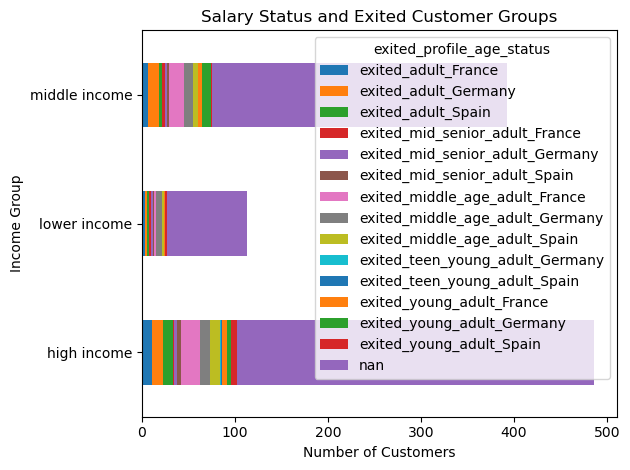 Salary Status and Exited Customer Groups
exited_profile_age_status
exited_adult_France
exited_adult_Germany
exited_adult_Spain
exited_mid_senior_adult_France
exited_mid_senior_adult_Germany
exited_mid_senior_adult_Spain
exited_middle_age_adult_France
exited_middle_age_adult_Germany
exited_middle_age_adult_Spain
exited_teen_young_adult_Germany
exited_teen_young_adult_Spain
exited_young_adult_France
exited_young_adult_Germany
exited_young_adult_Spain
nan
Income Group
middle income
lower income
high income
0 100 200 300 400 500
Number of Customers